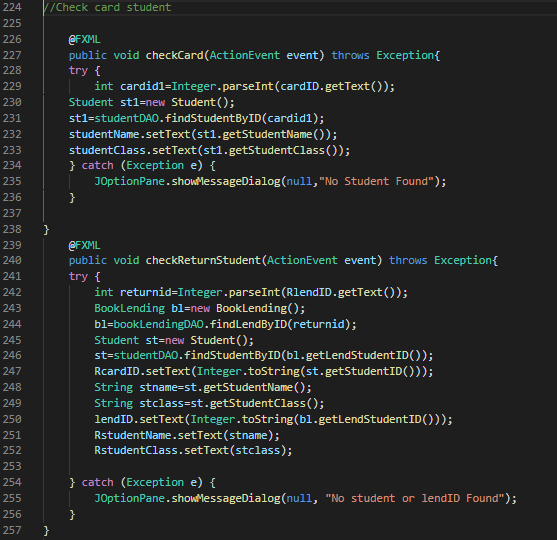 224 //Check card student
225
226 @FXML
227 public void checkCard(ActionEvent event) throws Exception{
228 try {
229 int cardid1=Integer.parseInt(cardID.getText());
230 Student st1=new Student();
231 st1=studentDAO.findStudentByID(cardid1);
232 studentName.setText(st1.getStudentName());
233 studentClass.setText(st1.getStudentClass());
234 } catch (Exception e) {
235 JOptionPane.showMessageDialog(null,"No Student Found");
236 }
237
238 }
239 @FXML
240 public void checkReturnStudent(ActionEvent event) throws Exception{
241 try {
242 int returnid=Integer.parseInt(RlendID.getText());
243 BookLending bl=new BookLending();
244 bl=bookLendingDAO.findLendByID(returnid);
245 Student st=new Student();
246 st=studentDAO.findStudentByID(bl.getLendStudentID());
247 RcardID.setText(Integer.toString(st.getStudentID()));
248 String stname=st.getStudentName();
249 String stclass=st.getStudentClass();
250 lendID.setText(Integer.toString(bl.getLendStudentID()));
251 RstudentName.setText(stname);
252 RstudentClass.setText(stclass);
253
254 } catch (Exception e) {
255 JOptionPane.showMessageDialog(null, "No student or lendID Found");
256 }
257 }